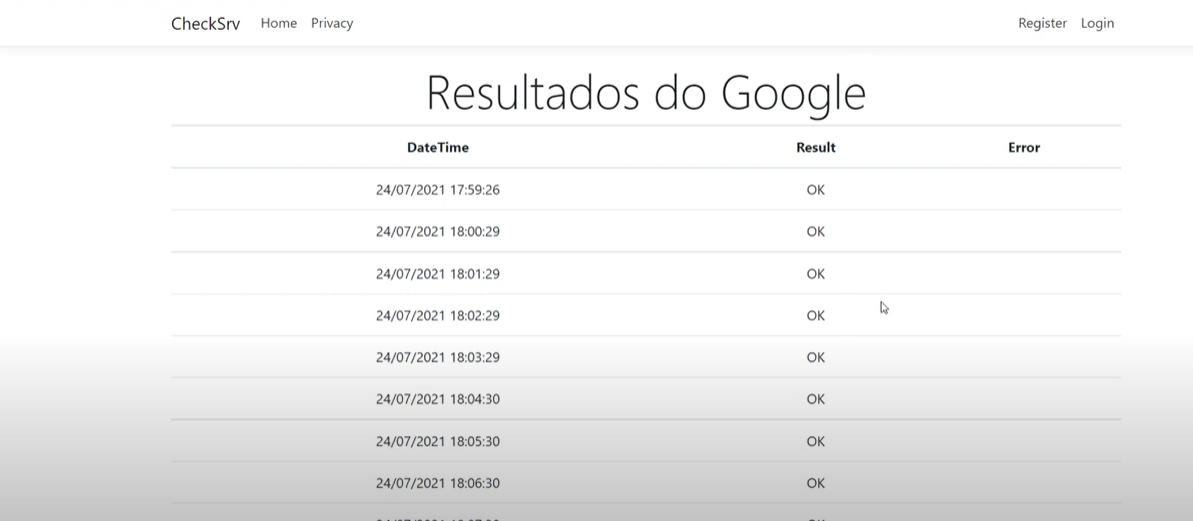 CheckSrv Home Privacy Register Login
Resultados do Google
DateTime Result Error
24/07/2021 17:59:26 OK
24/07/2021 18:00:29 OK
24/07/2021 18:01:29 OK
24/07/2021 18:02:29 OK
24/07/2021 18:03:29 OK
24/07/2021 18:04:30 OK
24/07/2021 18:05:30 OK
24/07/2021 18:06:30 OK